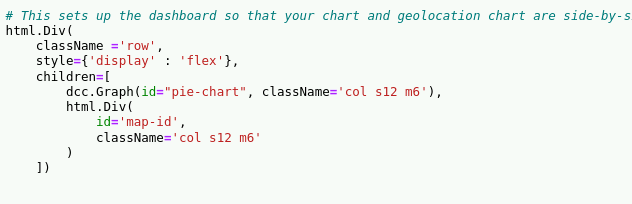 # This sets up the dashboard so that your chart and geolocation chart are side-by-s
html.Div(
    className ='row',
    style={'display' : 'flex'},
    children=[
        dcc.Graph(id="pie-chart", className='col s12 m6'),
        html.Div(
            id='map-id',
            className='col s12 m6'
        )
    ])